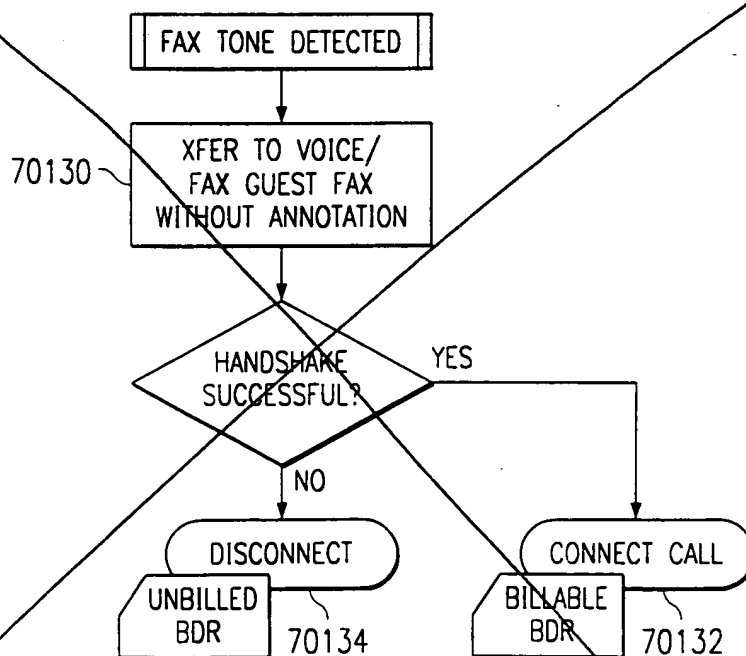 FAX TONE DETECTED
70130
XFER TO VOICE/
FAX GUEST FAX
WITHOUT ANNOTATION
HANDSHAKE
SUCCESSFUL?
YES
NO
DISCONNECT
CONNECT CALL
UNBILLED
BDR
70134
BILLABLE
BDR
70132